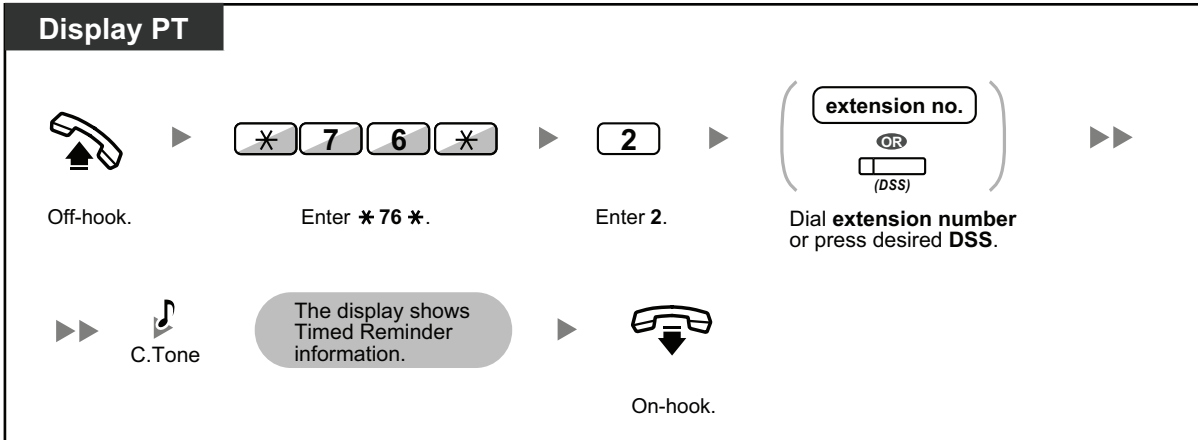 Display PT
extension no.
✱ 7 6 ✱
2
OR
(DSS)
Off-hook.
Enter ✱ 76 ✱.
Enter 2.
Dial extension number
or press desired DSS.
C.Tone
The display shows
Timed Reminder
information.
On-hook.